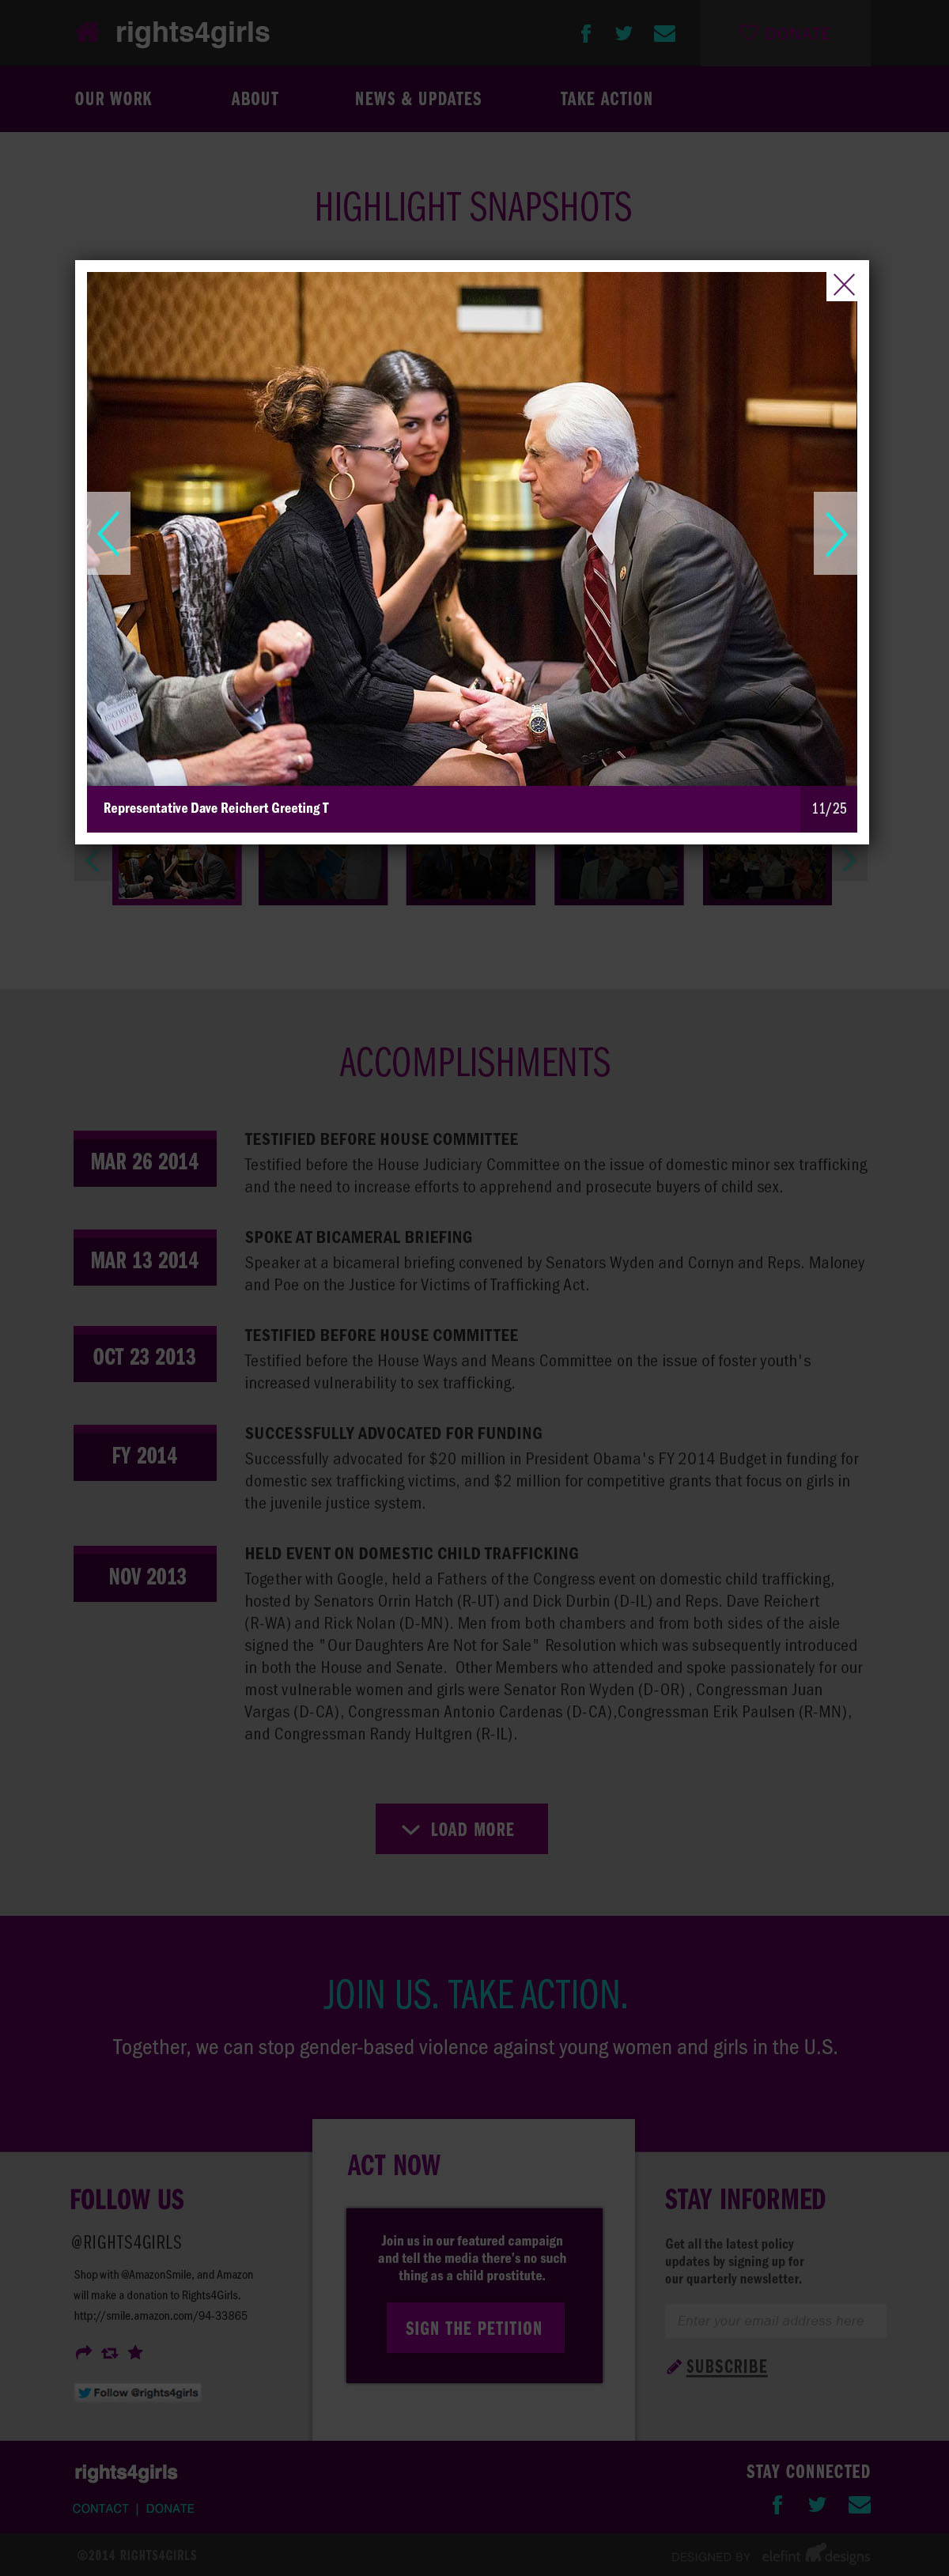 rights4girls
DONATE
OUR WORK ABOUT NEWS & UPDATES TAKE ACTION
HIGHLIGHT SNAPSHOTS
ESCORTED
Representative Dave Reichert Greeting T
11/25
ACCOMPLISHMENTS
MAR 26 2014
TESTIFIED BEFORE HOUSE COMMITTEE
Testified before the House Judiciary Committee on the issue of domestic minor sex trafficking
and the need to increase efforts to apprehend and prosecute buyers of child sex.
MAR 13 2014
SPOKE AT BICAMERAL BRIEFING
Speaker at a bicameral briefing convened by Senators Wyden and Cornyn and Reps. Maloney
and Poe on the Justice for Victims of Trafficking Act.
OCT 23 2013
TESTIFIED BEFORE HOUSE COMMITTEE
Testified before the House Ways and Means Committee on the issue of foster youth's
increased vulnerability to sex trafficking.
FY 2014
SUCCESSFULLY ADVOCATED FOR FUNDING
Successfully advocated for $20 million in President Obama's FY 2014 Budget in funding for
domestic sex trafficking victims, and $2 million for competitive grants that focus on girls in
the juvenile justice system.
NOV 2013
HELD EVENT ON DOMESTIC CHILD TRAFFICKING
Together with Google, held a Fathers of the Congress event on domestic child trafficking,
hosted by Senators Orrin Hatch (R-UT) and Dick Durbin (D-IL) and Reps. Dave Reichert
(R-WA) and Rick Nolan (D-MN). Men from both chambers and from both sides of the aisle
signed the "Our Daughters Are Not for Sale" Resolution which was subsequently introduced
in both the House and Senate. Other Members who attended and spoke passionately for our
most vulnerable women and girls were Senator Ron Wyden (D-OR), Congressman Juan
Vargas (D-CA), Congressman Antonio Cardenas (D-CA),Congressman Erik Paulsen (R-MN),
and Congressman Randy Hultgren (R-IL).
LOAD MORE
JOIN US. TAKE ACTION.
Together, we can stop gender-based violence against young women and girls in the U.S.
FOLLOW US
@RIGHTS4GIRLS
Shop with @AmazonSmile, and Amazon
will make a donation to Rights4Girls.
http://smile.amazon.com/94-33865
Follow @rights4girls
ACT NOW
Join us in our featured campaign
and tell the media there's no such
thing as a child prostitute.
SIGN THE PETITION
STAY INFORMED
Get all the latest policy
updates by signing up for
our quarterly newsletter.
Enter your email address here
SUBSCRIBE
rights4girls
CONTACT | DONATE
STAY CONNECTED
©2014 RIGHTS4GIRLS
DESIGNED BY elefint designs